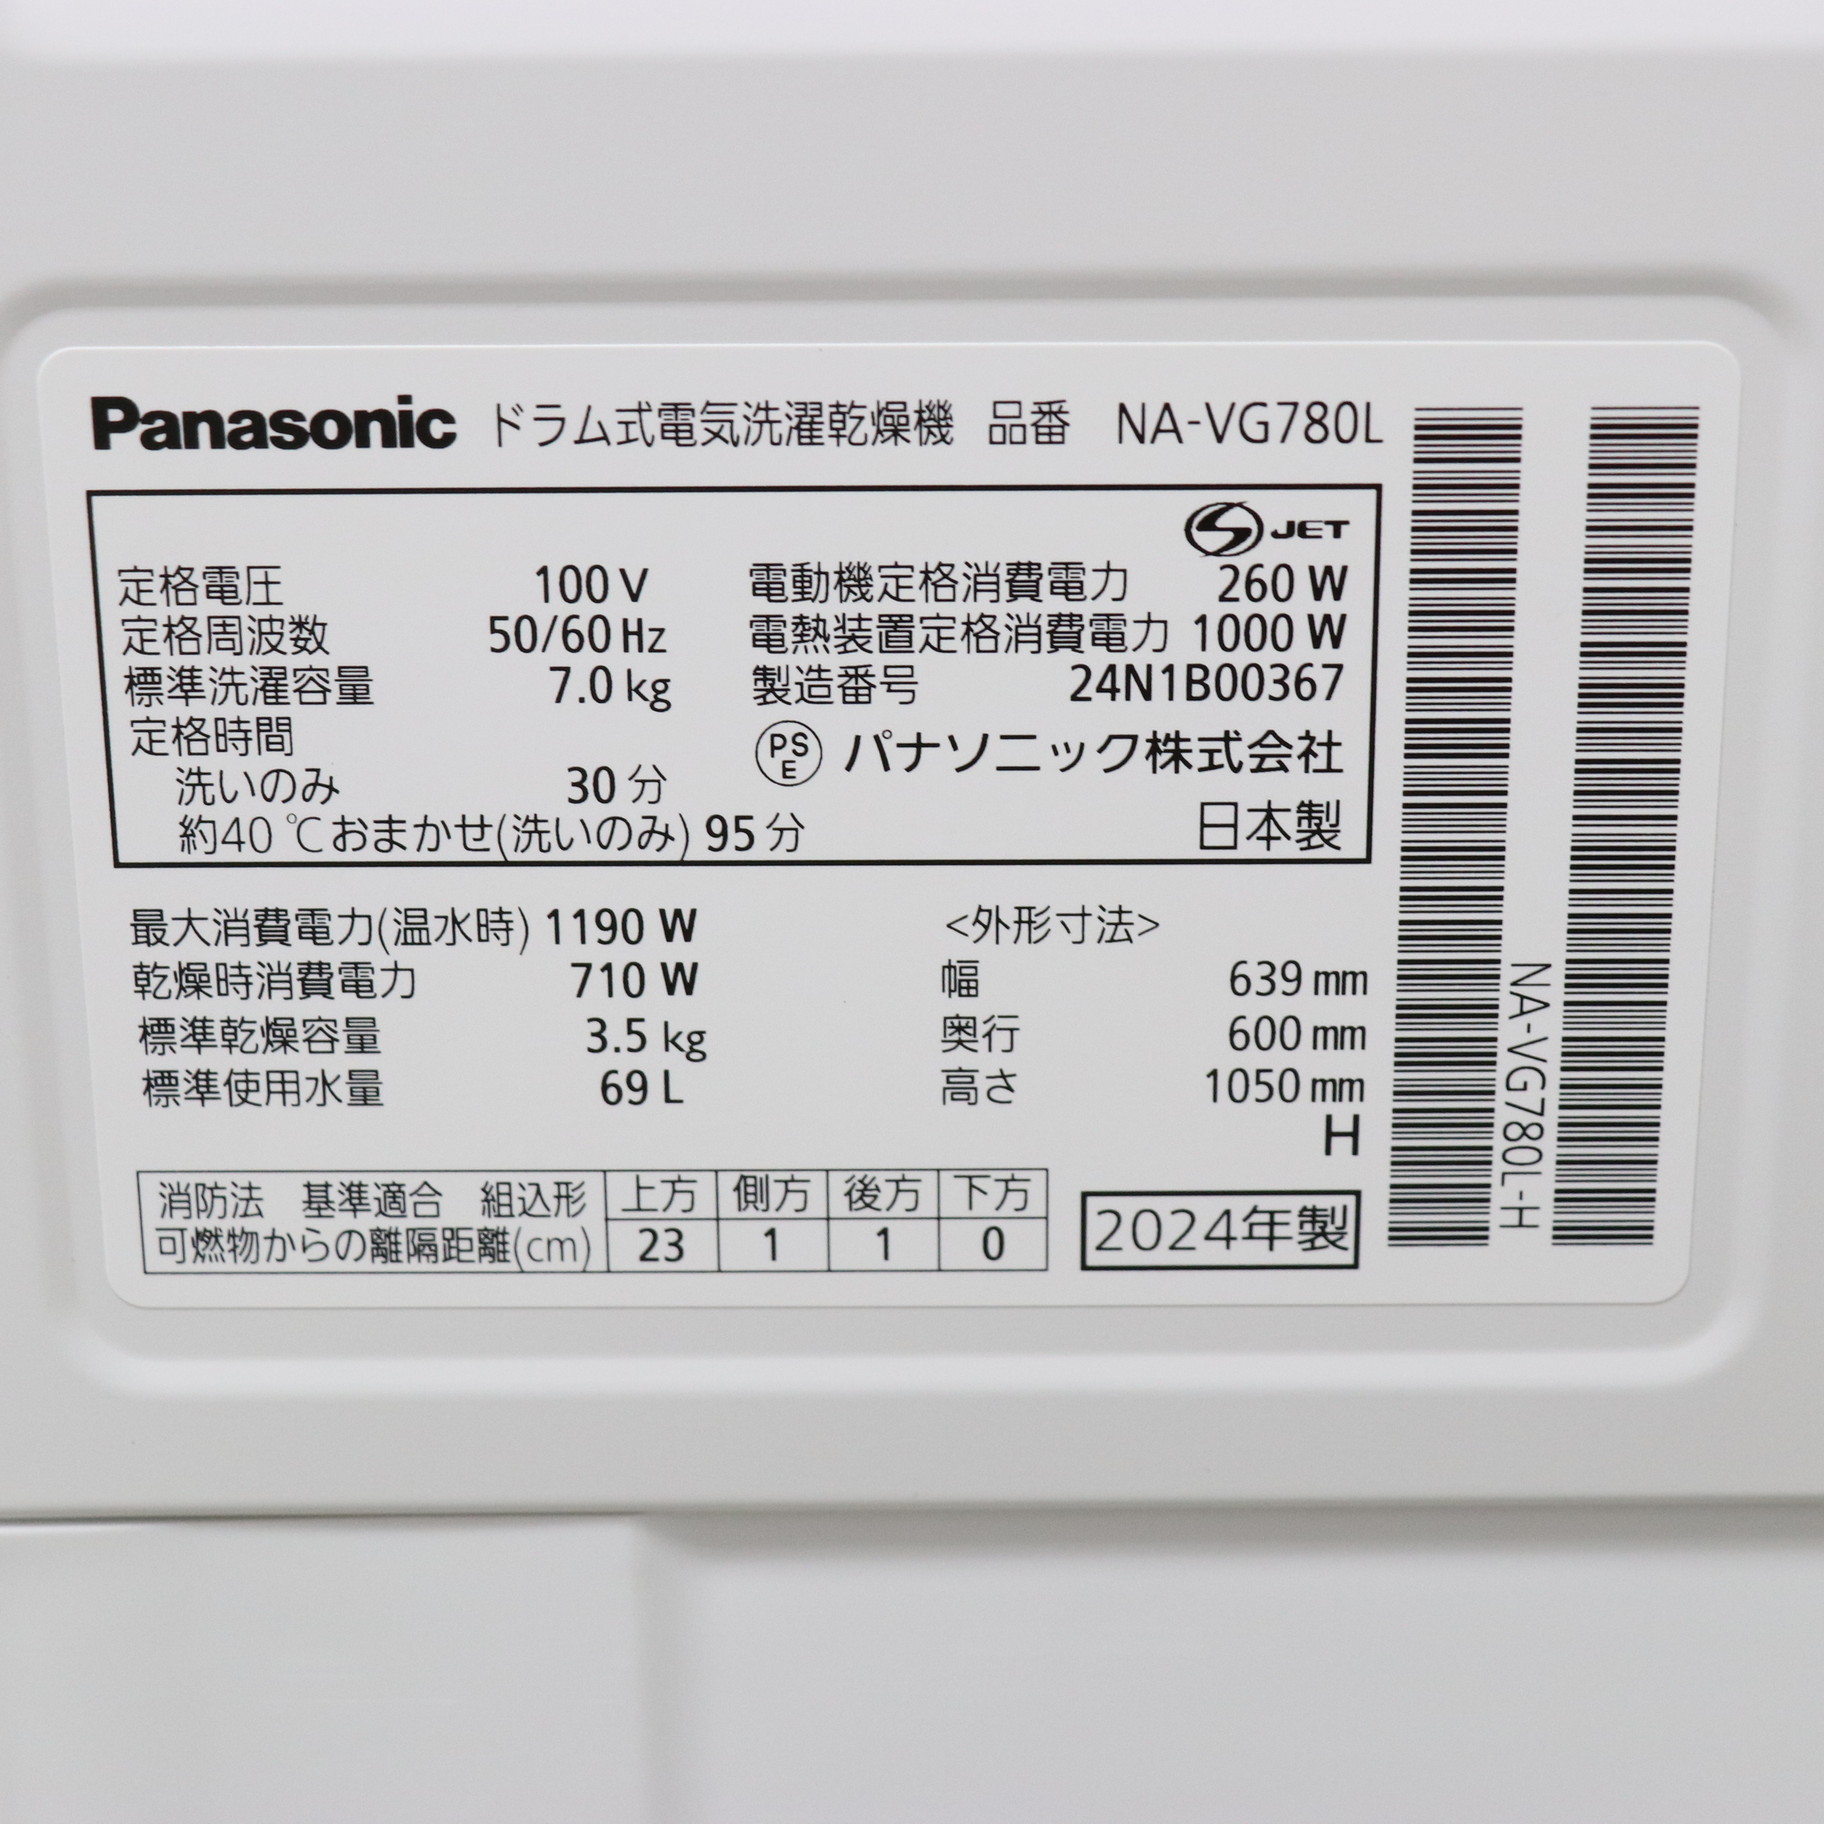 Panasonic ドラム式電気洗濯乾燥機 品番 NA-VG780L
JET
定格電圧 100 V 電動機定格消費電力 260 W
定格周波数 50/60 Hz 電熱装置定格消費電力 1000 W
標準洗濯容量 7.0 kg 製造番号 24N1B00367
定格時間
PSE パナソニック株式会社
洗いのみ 30 分
約40℃おまかせ(洗いのみ) 95 分
日本製
最大消費電力(温水時) 1190 W <外形寸法>
乾燥時消費電力 710 W 幅 639 mm
標準乾燥容量 3.5 kg 奥行 600 mm
標準使用水量 69 L 高さ 1050 mm
H
消防法 基準適合 組込形 上方 側方 後方 下方
可燃物からの離隔距離(cm) 23 1 1 0
2024年製
NA-VG780L-H